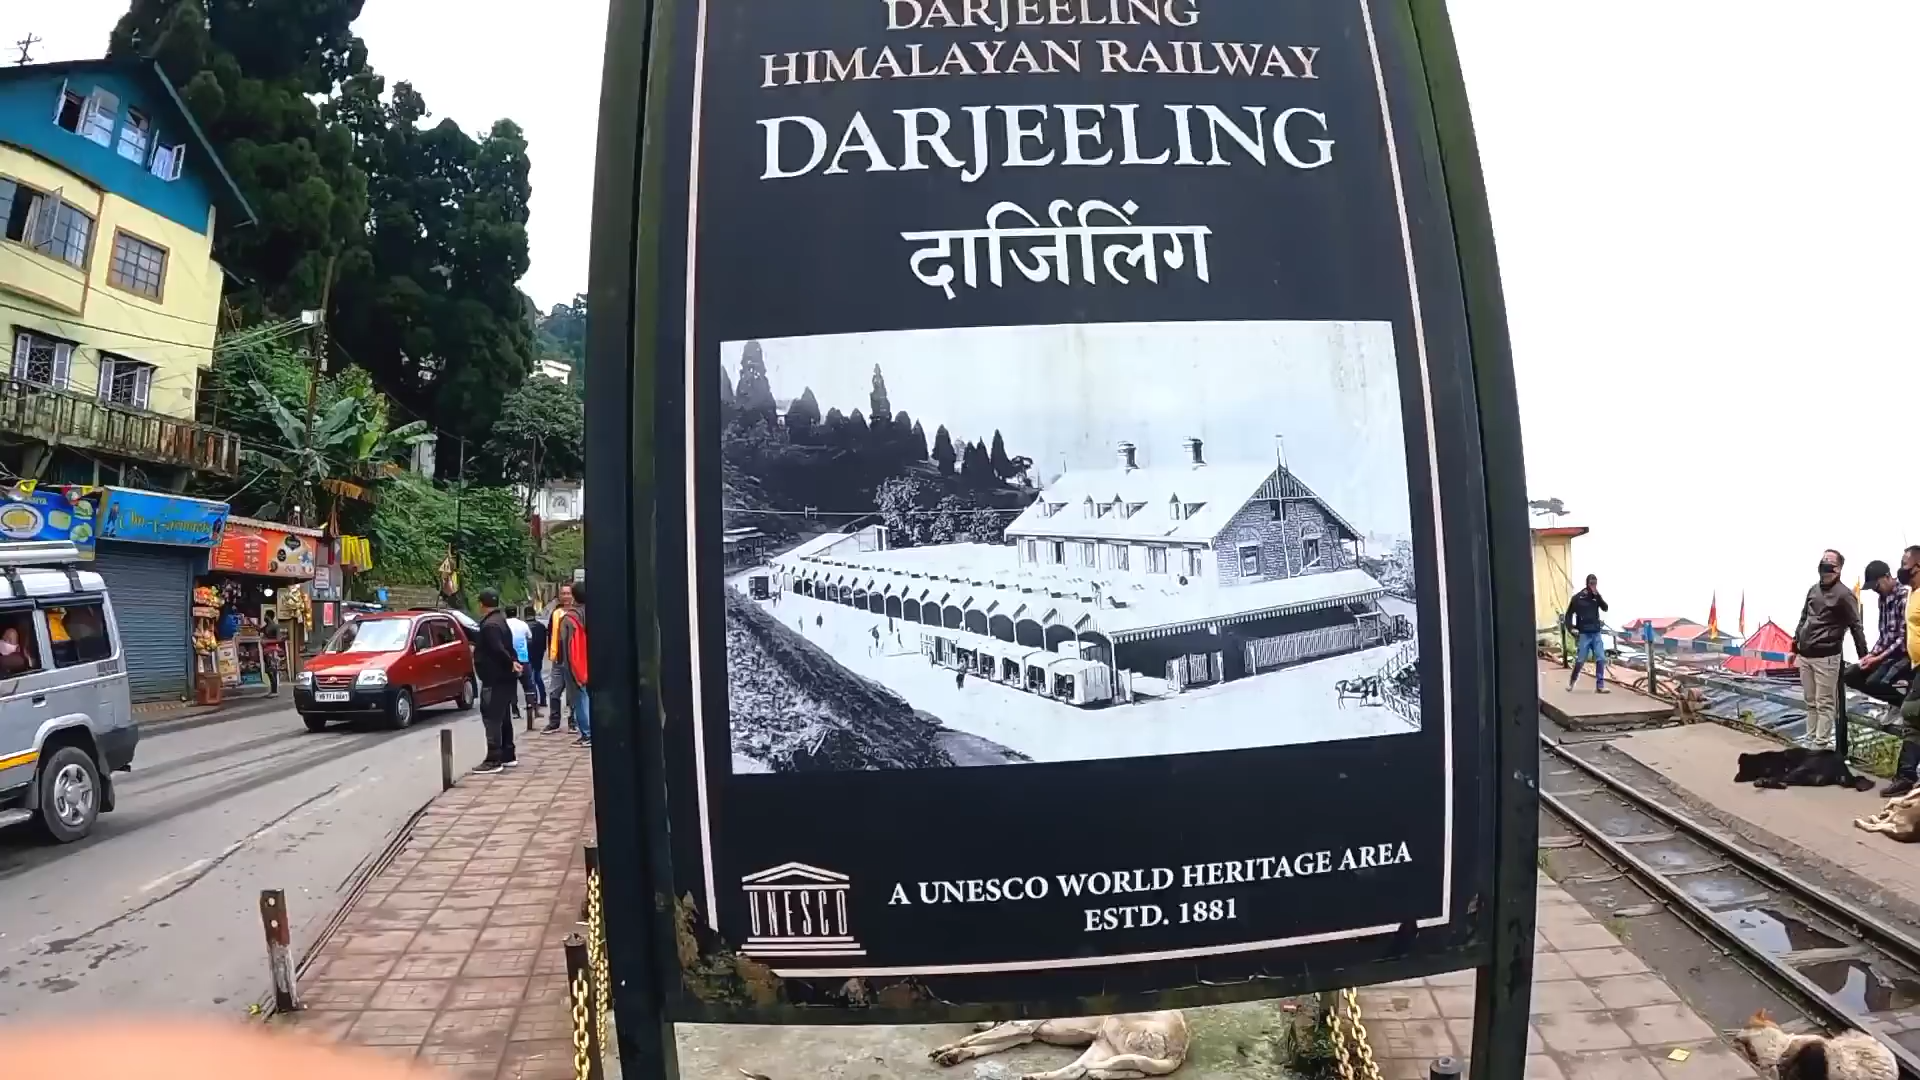 DARJEELING
HIMALAYAN RAILWAY
DARJEELING
दार्जिलिंग
UNESCO
A UNESCO WORLD HERITAGE AREA
ESTD. 1881